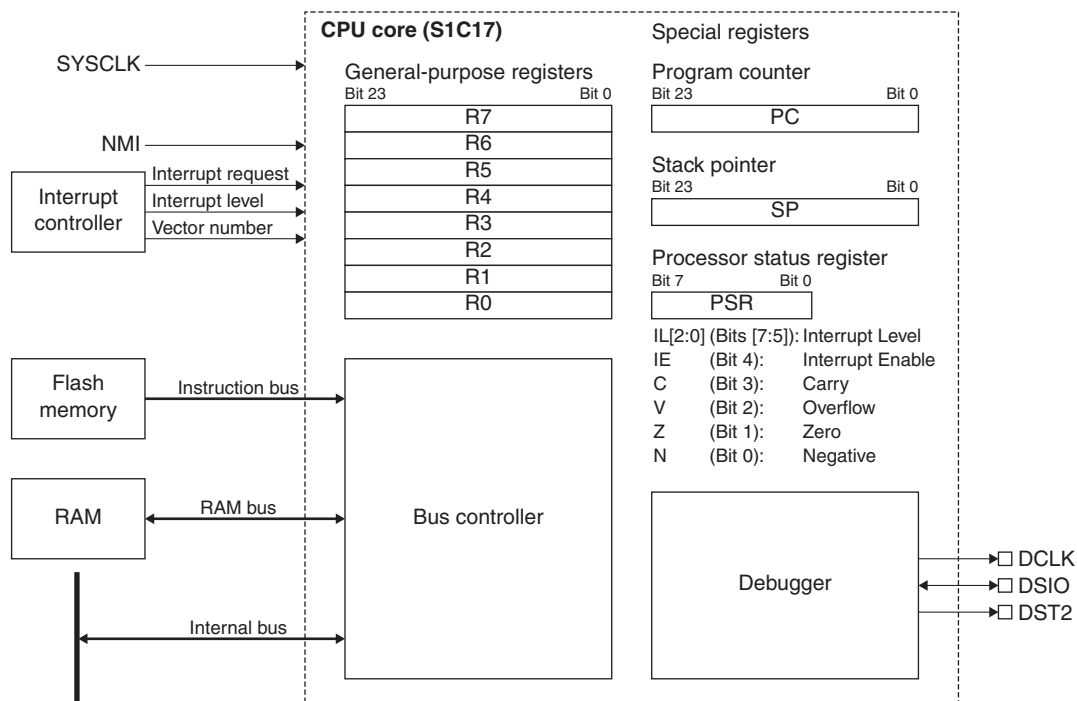 CPU core (S1C17)
Special registers
SYSCLK
NMI
Interrupt controller
Interrupt request
Interrupt level
Vector number
General-purpose registers
Bit 23 Bit 0
R7
R6
R5
R4
R3
R2
R1
R0
Program counter
Bit 23 Bit 0
PC
Stack pointer
Bit 23 Bit 0
SP
Processor status register
Bit 7 Bit 0
PSR
IL[2:0] (Bits [7:5]): Interrupt Level
IE (Bit 4): Interrupt Enable
C (Bit 3): Carry
V (Bit 2): Overflow
Z (Bit 1): Zero
N (Bit 0): Negative
Flash
memory
Instruction bus
RAM
RAM bus
Internal bus
Bus controller
Debugger
DCLK
DSIO
DST2